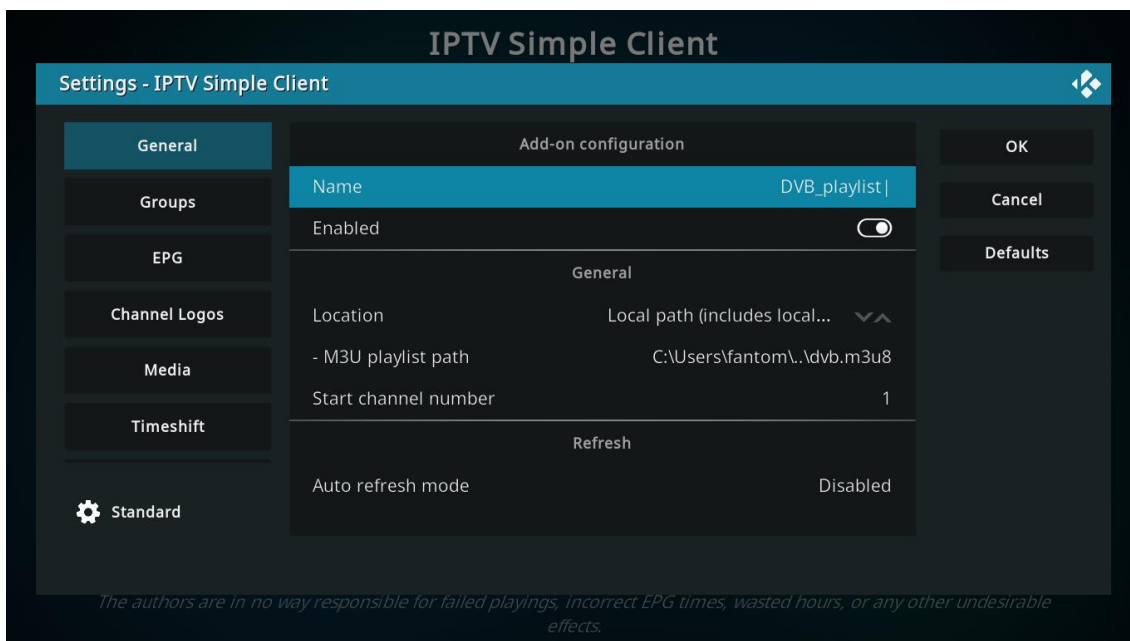 IPTV Simple Client
Settings - IPTV Simple Client
General
Groups
EPG
Channel Logos
Media
Timeshift
Standard
Add-on configuration
Name DVB_playlist|
Enabled
General
Location Local path (includes local...
- M3U playlist path C:\Users\fantom\..\dvb.m3u8
Start channel number 1
Refresh
Auto refresh mode Disabled
OK
Cancel
Defaults
The authors are in no way responsible for failed playings, incorrect EPG times, wasted hours, or any other undesirable
effects.